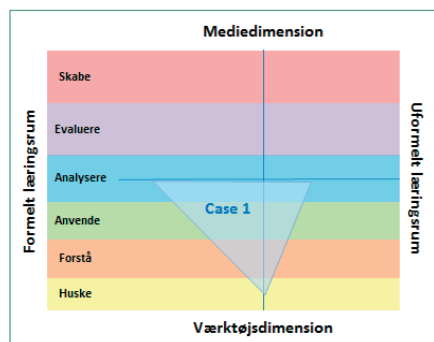 Mediedimension
Formelt læringsrum
Skabe
Evaluere
Analysere
Case 1
Anvende
Forstå
Huske
Uformelt læringsrum
Værktøjsdimension